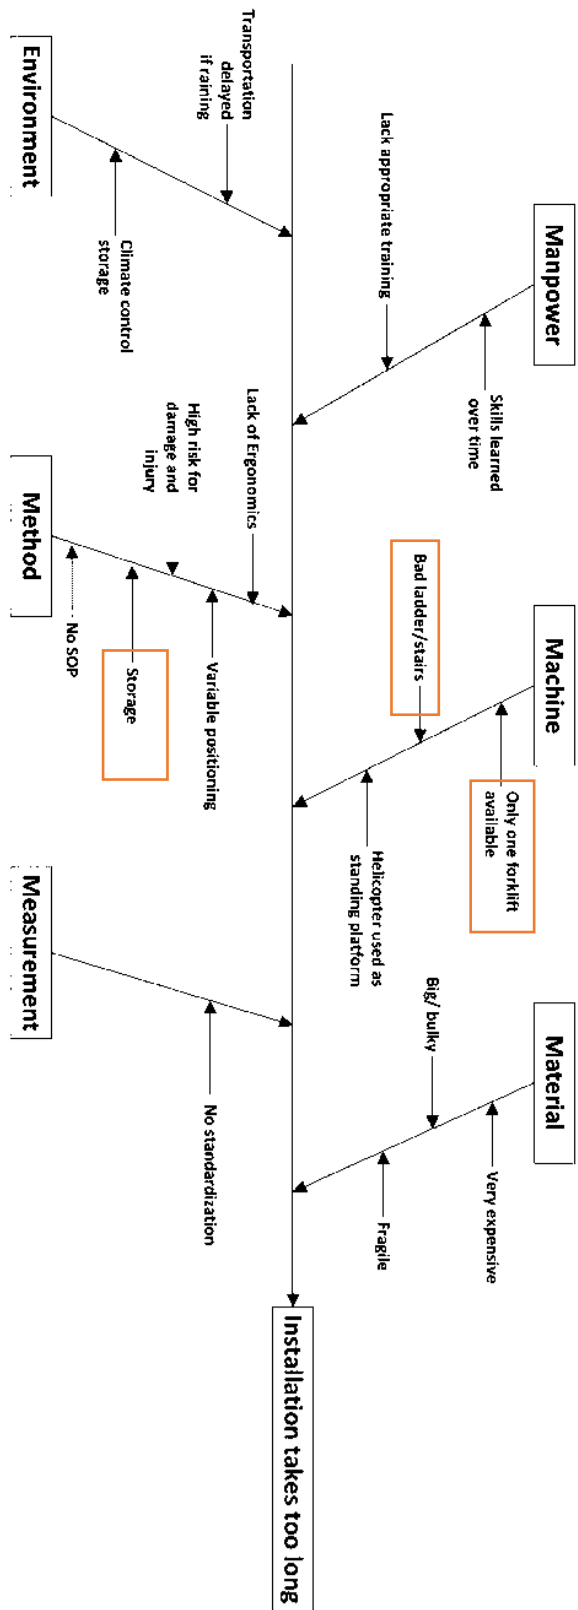 Manpower
Machine
Material
Lack appropriate training
Skills learned
over time
Bad ladder/stairs
Only one forklift
available
Helicopter used as
standing platform
Big/ bulky
Very expensive
Fragile
Installation takes too long
Transportation
delayed
if raining
Climate control
storage
Lack of Ergonomics
High risk for
damage and
injury
Variable positioning
Storage
No SOP
No standardization
Environment
Method
Measurement